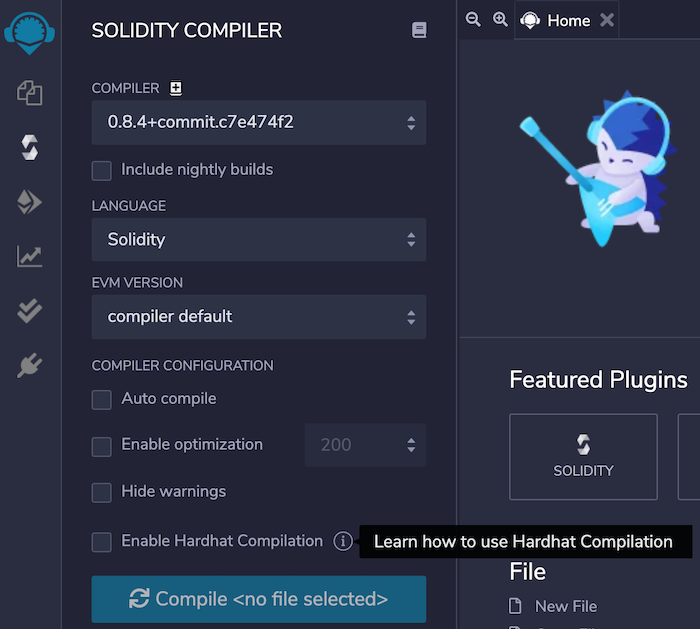 SOLIDITY COMPILER
COMPILER
0.8.4+commit.c7e474f2
Include nightly builds
LANGUAGE
Solidity
EVM VERSION
compiler default
COMPILER CONFIGURATION
Auto compile
Enable optimization
200
Hide warnings
Enable Hardhat Compilation
Learn how to use Hardhat Compilation
Compile <no file selected>
Home
Featured Plugins
SOLIDITY
File
New File